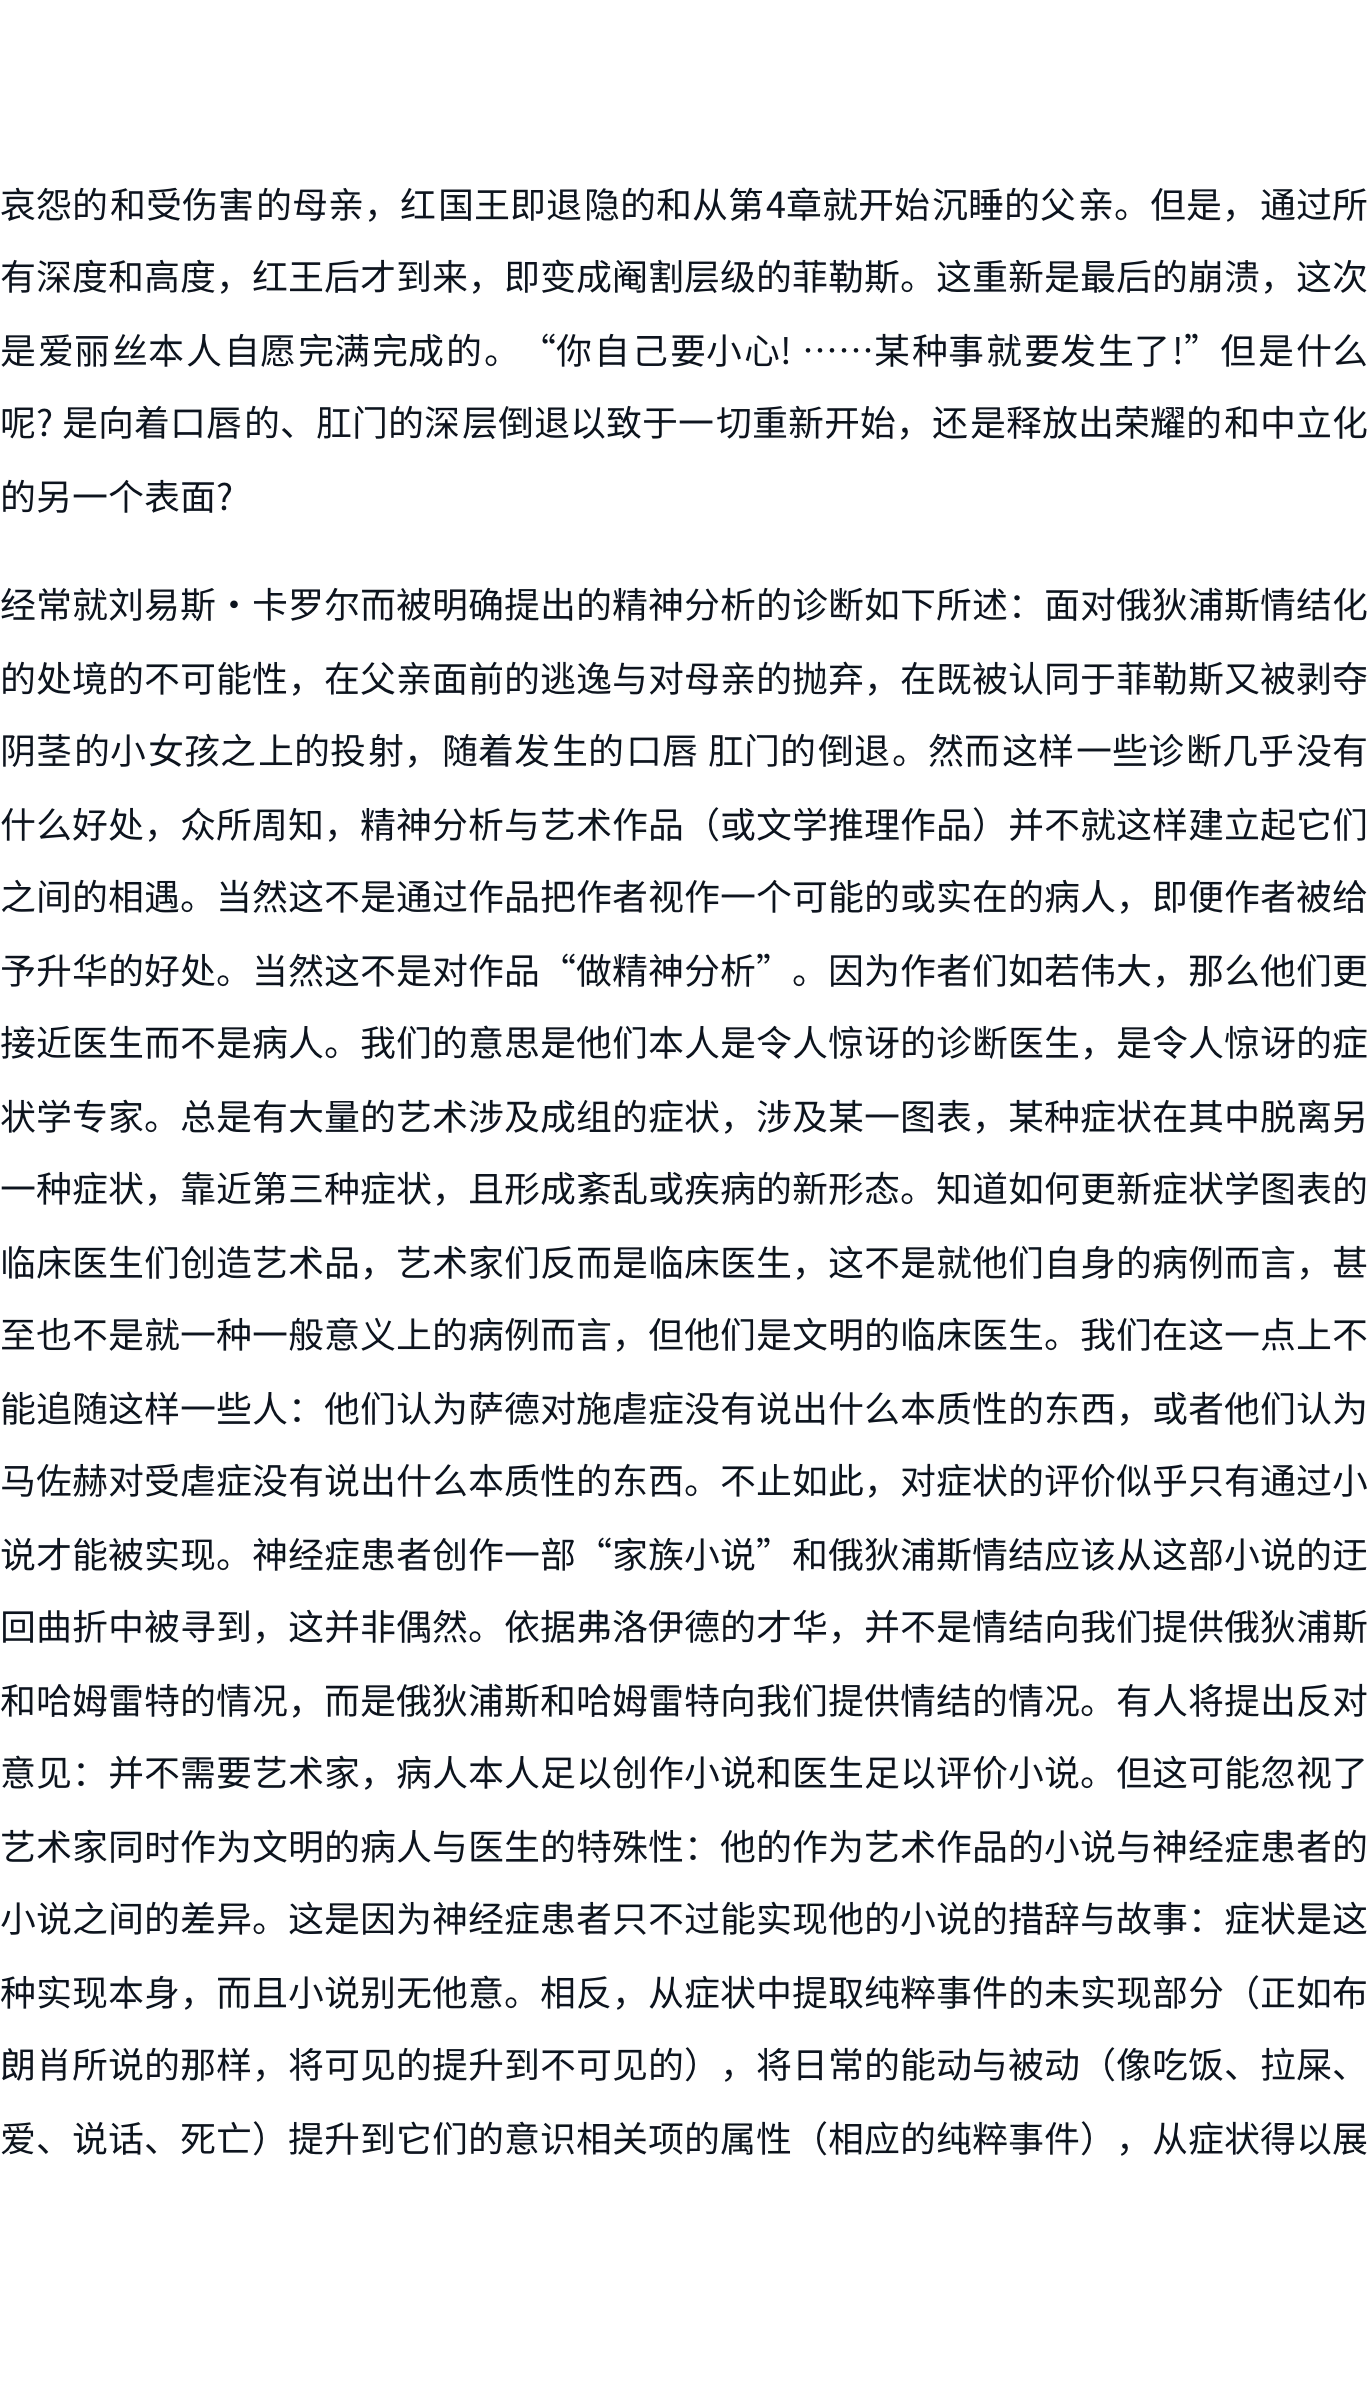 哀怨的和受伤害的母亲，红国王即退隐的和从第4章就开始沉睡的父亲。但是，通过所
有深度和高度，红王后才到来，即变成阉割层级的菲勒斯。这重新是最后的崩溃，这次
是爱丽丝本人自愿完满完成的。“你自己要小心! ……某种事就要发生了!”但是什么
呢? 是向着口唇的、肛门的深层倒退以致于一切重新开始，还是释放出荣耀的和中立化
的另一个表面?
经常就刘易斯・卡罗尔而被明确提出的精神分析的诊断如下所述：面对俄狄浦斯情结化
的处境的不可能性，在父亲面前的逃逸与对母亲的抛弃，在既被认同于菲勒斯又被剥夺
阴茎的小女孩之上的投射，随着发生的口唇 肛门的倒退。然而这样一些诊断几乎没有
什么好处，众所周知，精神分析与艺术作品（或文学推理作品）并不就这样建立起它们
之间的相遇。当然这不是通过作品把作者视作一个可能的或实在的病人，即便作者被给
予升华的好处。当然这不是对作品“做精神分析”。因为作者们如若伟大，那么他们更
接近医生而不是病人。我们的意思是他们本人是令人惊讶的诊断医生，是令人惊讶的症
状学专家。总是有大量的艺术涉及成组的症状，涉及某一图表，某种症状在其中脱离另
一种症状，靠近第三种症状，且形成紊乱或疾病的新形态。知道如何更新症状学图表的
临床医生们创造艺术品，艺术家们反而是临床医生，这不是就他们自身的病例而言，甚
至也不是就一种一般意义上的病例而言，但他们是文明的临床医生。我们在这一点上不
能追随这样一些人：他们认为萨德对施虐症没有说出什么本质性的东西，或者他们认为
马佐赫对受虐症没有说出什么本质性的东西。不止如此，对症状的评价似乎只有通过小
说才能被实现。神经症患者创作一部“家族小说”和俄狄浦斯情结应该从这部小说的迂
回曲折中被寻到，这并非偶然。依据弗洛伊德的才华，并不是情结向我们提供俄狄浦斯
和哈姆雷特的情况，而是俄狄浦斯和哈姆雷特向我们提供情结的情况。有人将提出反对
意见：并不需要艺术家，病人本人足以创作小说和医生足以评价小说。但这可能忽视了
艺术家同时作为文明的病人与医生的特殊性：他的作为艺术作品的小说与神经症患者的
小说之间的差异。这是因为神经症患者只不过能实现他的小说的措辞与故事：症状是这
种实现本身，而且小说别无他意。相反，从症状中提取纯粹事件的未实现部分（正如布
朗肖所说的那样，将可见的提升到不可见的），将日常的能动与被动（像吃饭、拉屎、
爱、说话、死亡）提升到它们的意识相关项的属性（相应的纯粹事件），从症状得以展